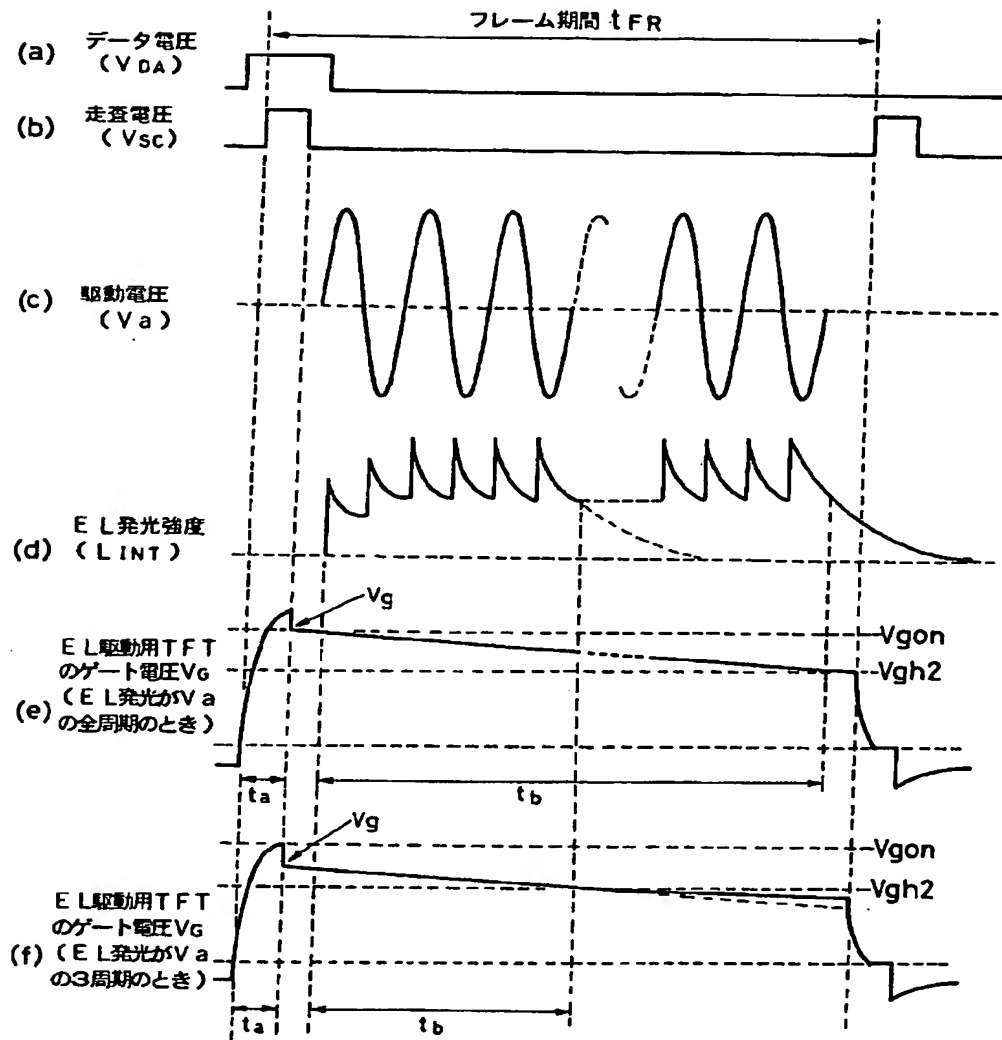 フレーム期間 tFR
(a) データ電圧
(VDA)
(b) 走査電圧
(Vsc)
(c) 駆動電圧
(Va)
(d) EL発光強度
(LINT)
Vg
Vgon
Vgh2
(e) EL駆動用TFT
のゲート電圧VG
(EL発光がVa
の全周期のとき)
ta
tb
Vg
Vgon
Vgh2
(f) EL駆動用TFT
のゲート電圧VG
(EL発光がVa
の3周期のとき)
ta
tb